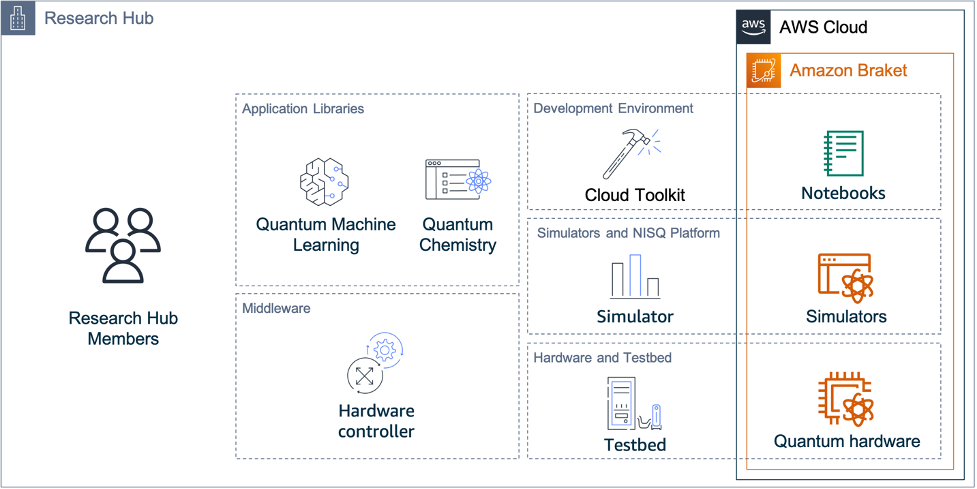 Research Hub
aws
AWS Cloud
Amazon Braket
Application Libraries
Quantum Machine
Learning
Quantum
Chemistry
Development Environment
Cloud Toolkit
Notebooks
Simulators and NISQ Platform
Simulator
Simulators
Research Hub
Members
Middleware
Hardware
controller
Hardware and Testbed
Testbed
Quantum hardware